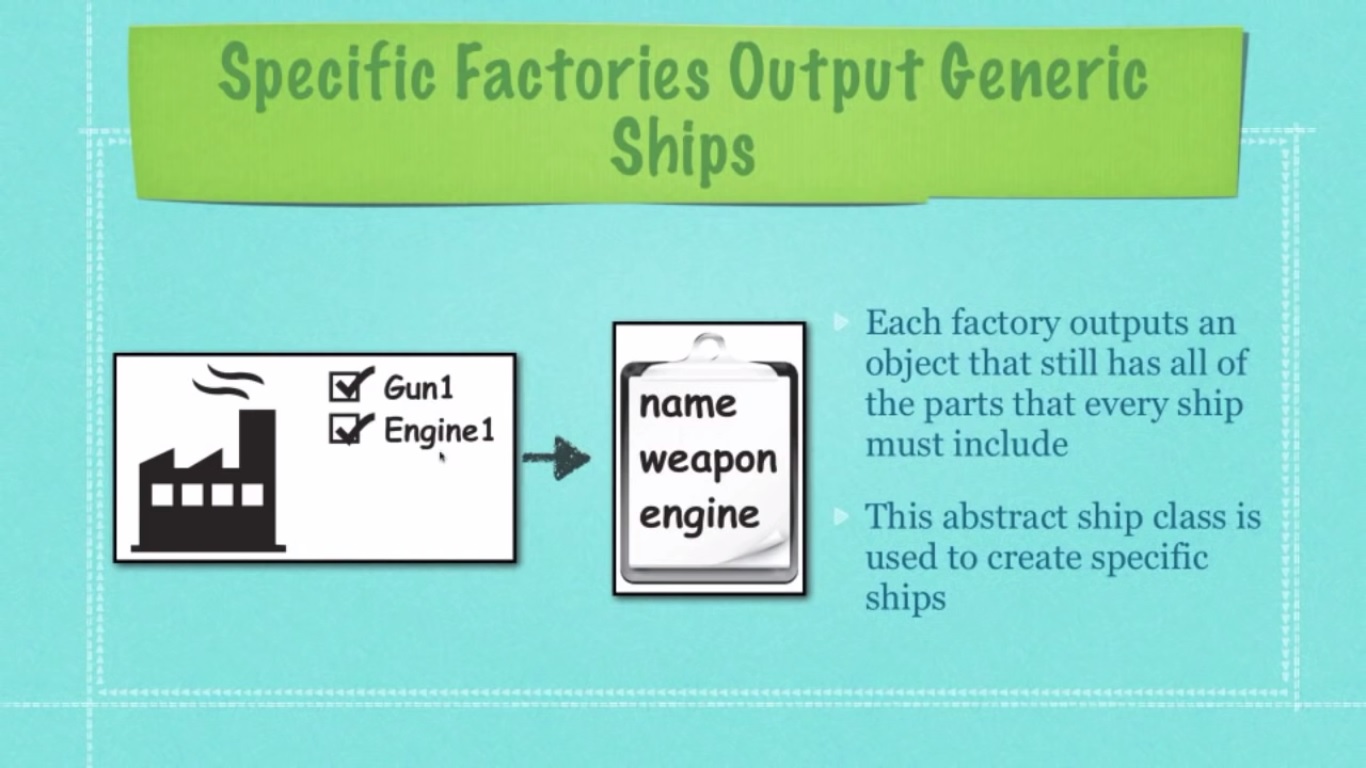 Specific Factories Output Generic
Ships
Gun1
Engine1
name
weapon
engine
Each factory outputs an
object that still has all of
the parts that every ship
must include
This abstract ship class is
used to create specific
ships